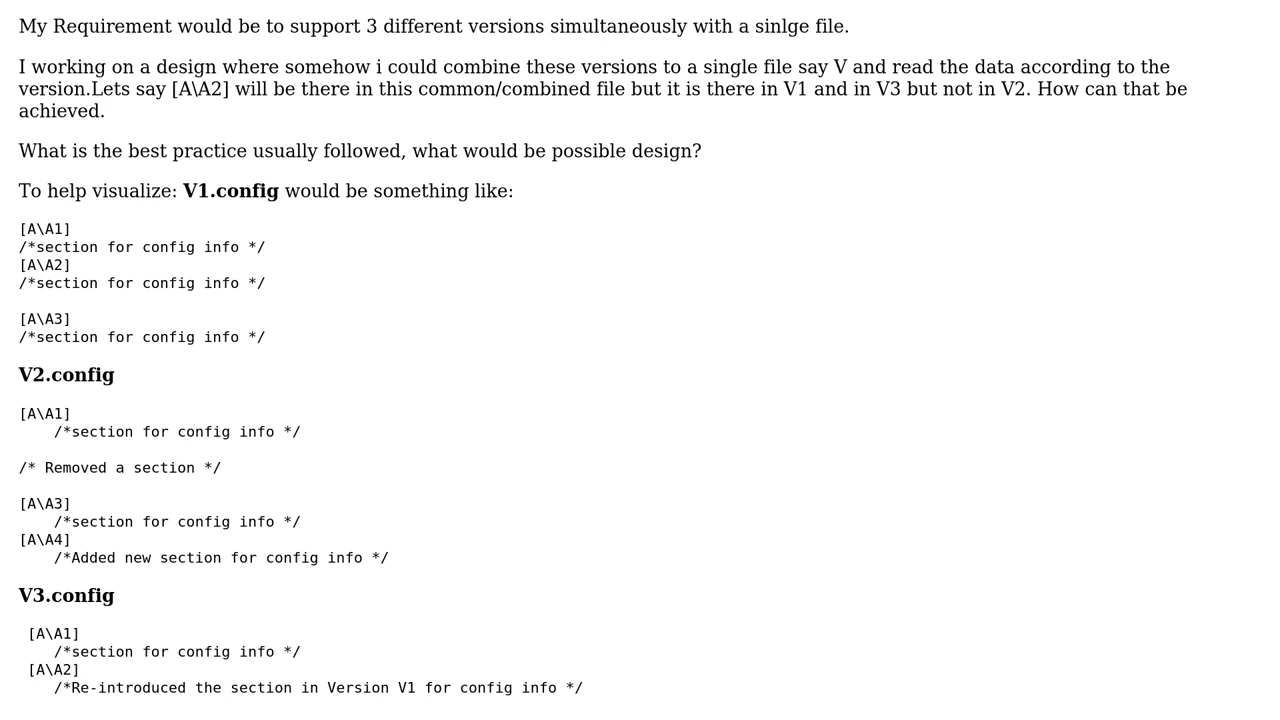 My Requirement would be to support 3 different versions simultaneously with a sinlge file.
I working on a design where somehow i could combine these versions to a single file say V and read the data according to the
version.Lets say [A\A2] will be there in this common/combined file but it is there in V1 and in V3 but not in V2. How can that be
achieved.
What is the best practice usually followed, what would be possible design?
To help visualize: V1.config would be something like:
[A\A1]
/*section for config info */
[A\A2]
/*section for config info */
[A\A3]
/*section for config info */
V2.config
[A\A1]
/*section for config info */
/* Removed a section */
[A\A3]
/*section for config info */
[A\A4]
/*Added new section for config info */
V3.config
[A\A1]
/*section for config info */
[A\A2]
/*Re-introduced the section in Version V1 for config info */